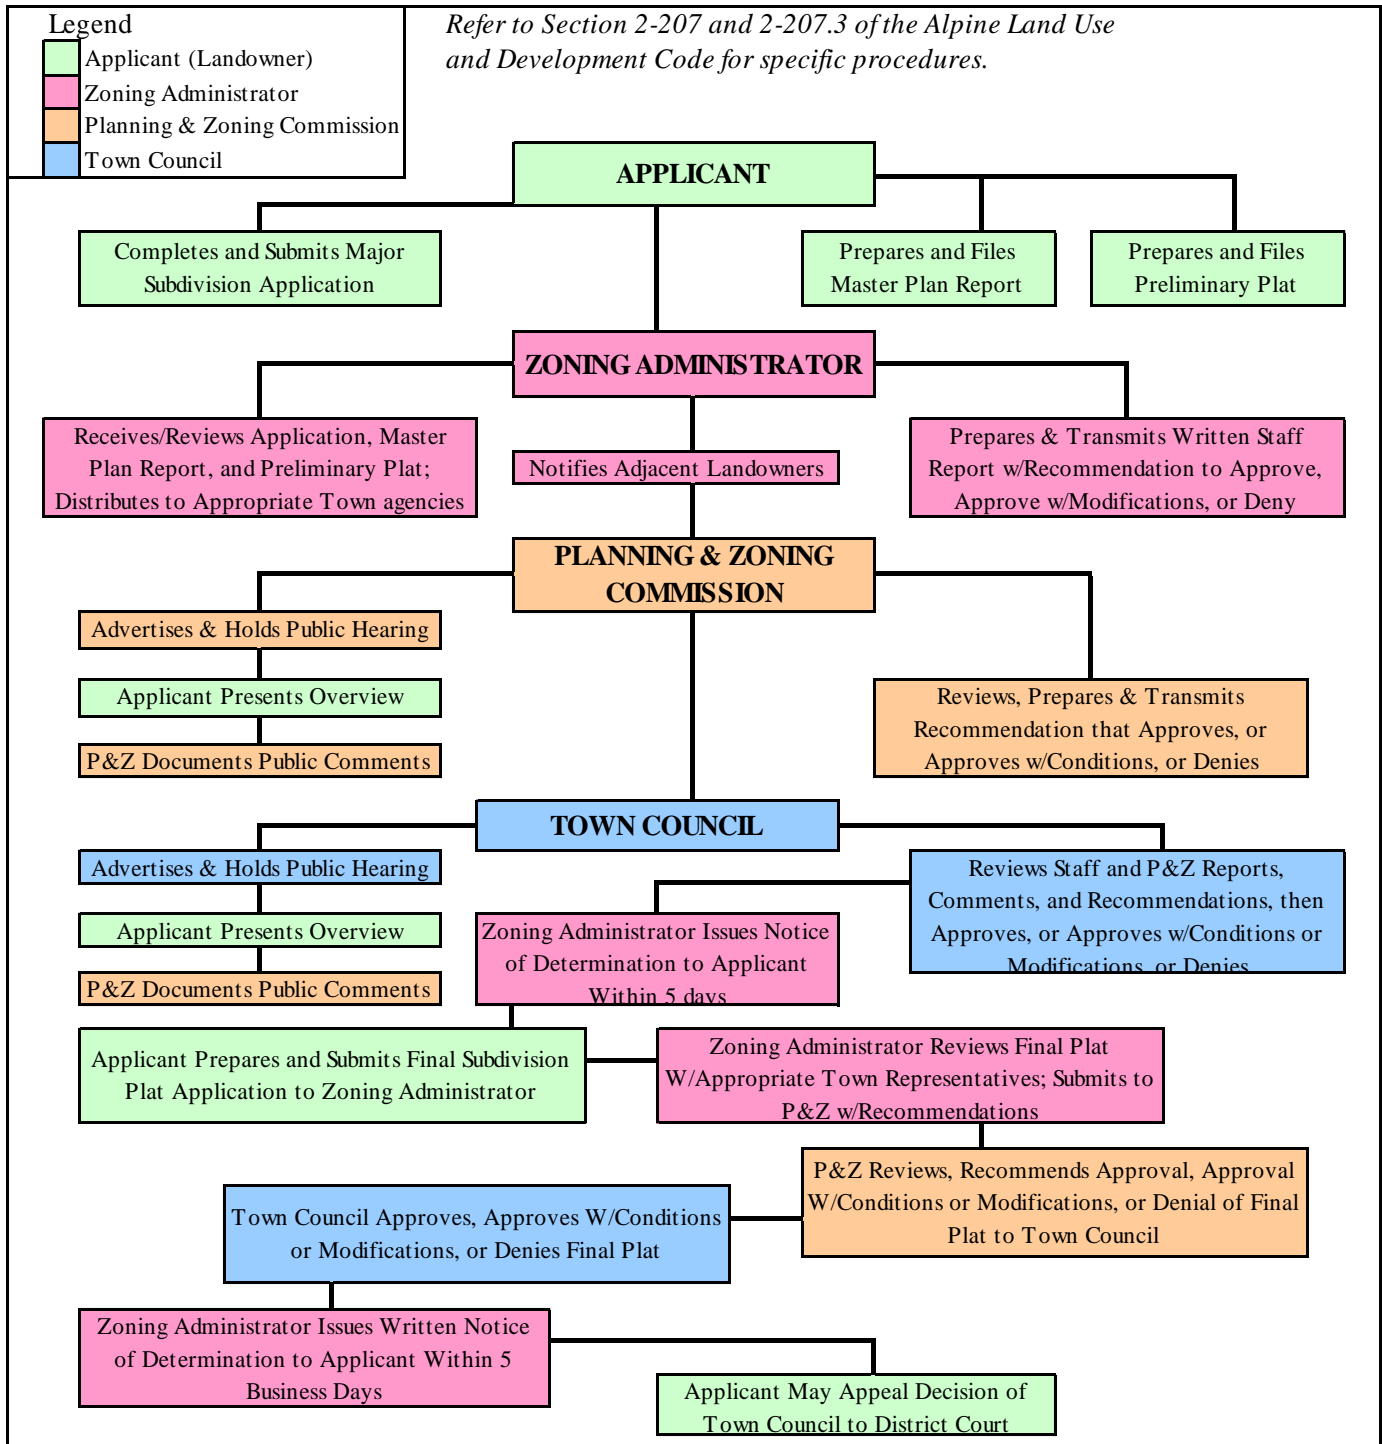 Legend
Applicant (Landowner)
Zoning Administrator
Planning & Zoning Commission
Town Council
Refer to Section 2-207 and 2-207.3 of the Alpine Land Use
and Development Code for specific procedures.
APPLICANT
Completes and Submits Major
Subdivision Application
Prepares and Files
Master Plan Report
Prepares and Files
Preliminary Plat
ZONING ADMINISTRATOR
Receives/Reviews Application, Master
Plan Report, and Preliminary Plat;
Distributes to Appropriate Town agencies
Notifies Adjacent Landowners
Prepares & Transmits Written Staff
Report w/Recommendation to Approve,
Approve w/Modifications, or Deny
PLANNING & ZONING
COMMISSION
Advertises & Holds Public Hearing
Applicant Presents Overview
P&Z Documents Public Comments
Reviews, Prepares & Transmits
Recommendation that Approves, or
Approves w/Conditions, or Denies
TOWN COUNCIL
Advertises & Holds Public Hearing
Applicant Presents Overview
P&Z Documents Public Comments
Reviews Staff and P&Z Reports,
Comments, and Recommendations, then
Approves, or Approves w/Conditions or
Modifications, or Denies
Zoning Administrator Issues Notice
of Determination to Applicant
Within 5 days
Applicant Prepares and Submits Final Subdivision
Plat Application to Zoning Administrator
Zoning Administrator Reviews Final Plat
W/Appropriate Town Representatives; Submits to
P&Z w/Recommendations
P&Z Reviews, Recommends Approval, Approval
W/Conditions or Modifications, or Denial of Final
Plat to Town Council
Town Council Approves, Approves W/Conditions
or Modifications, or Denies Final Plat
Zoning Administrator Issues Written Notice
of Determination to Applicant Within 5
Business Days
Applicant May Appeal Decision of
Town Council to District Court